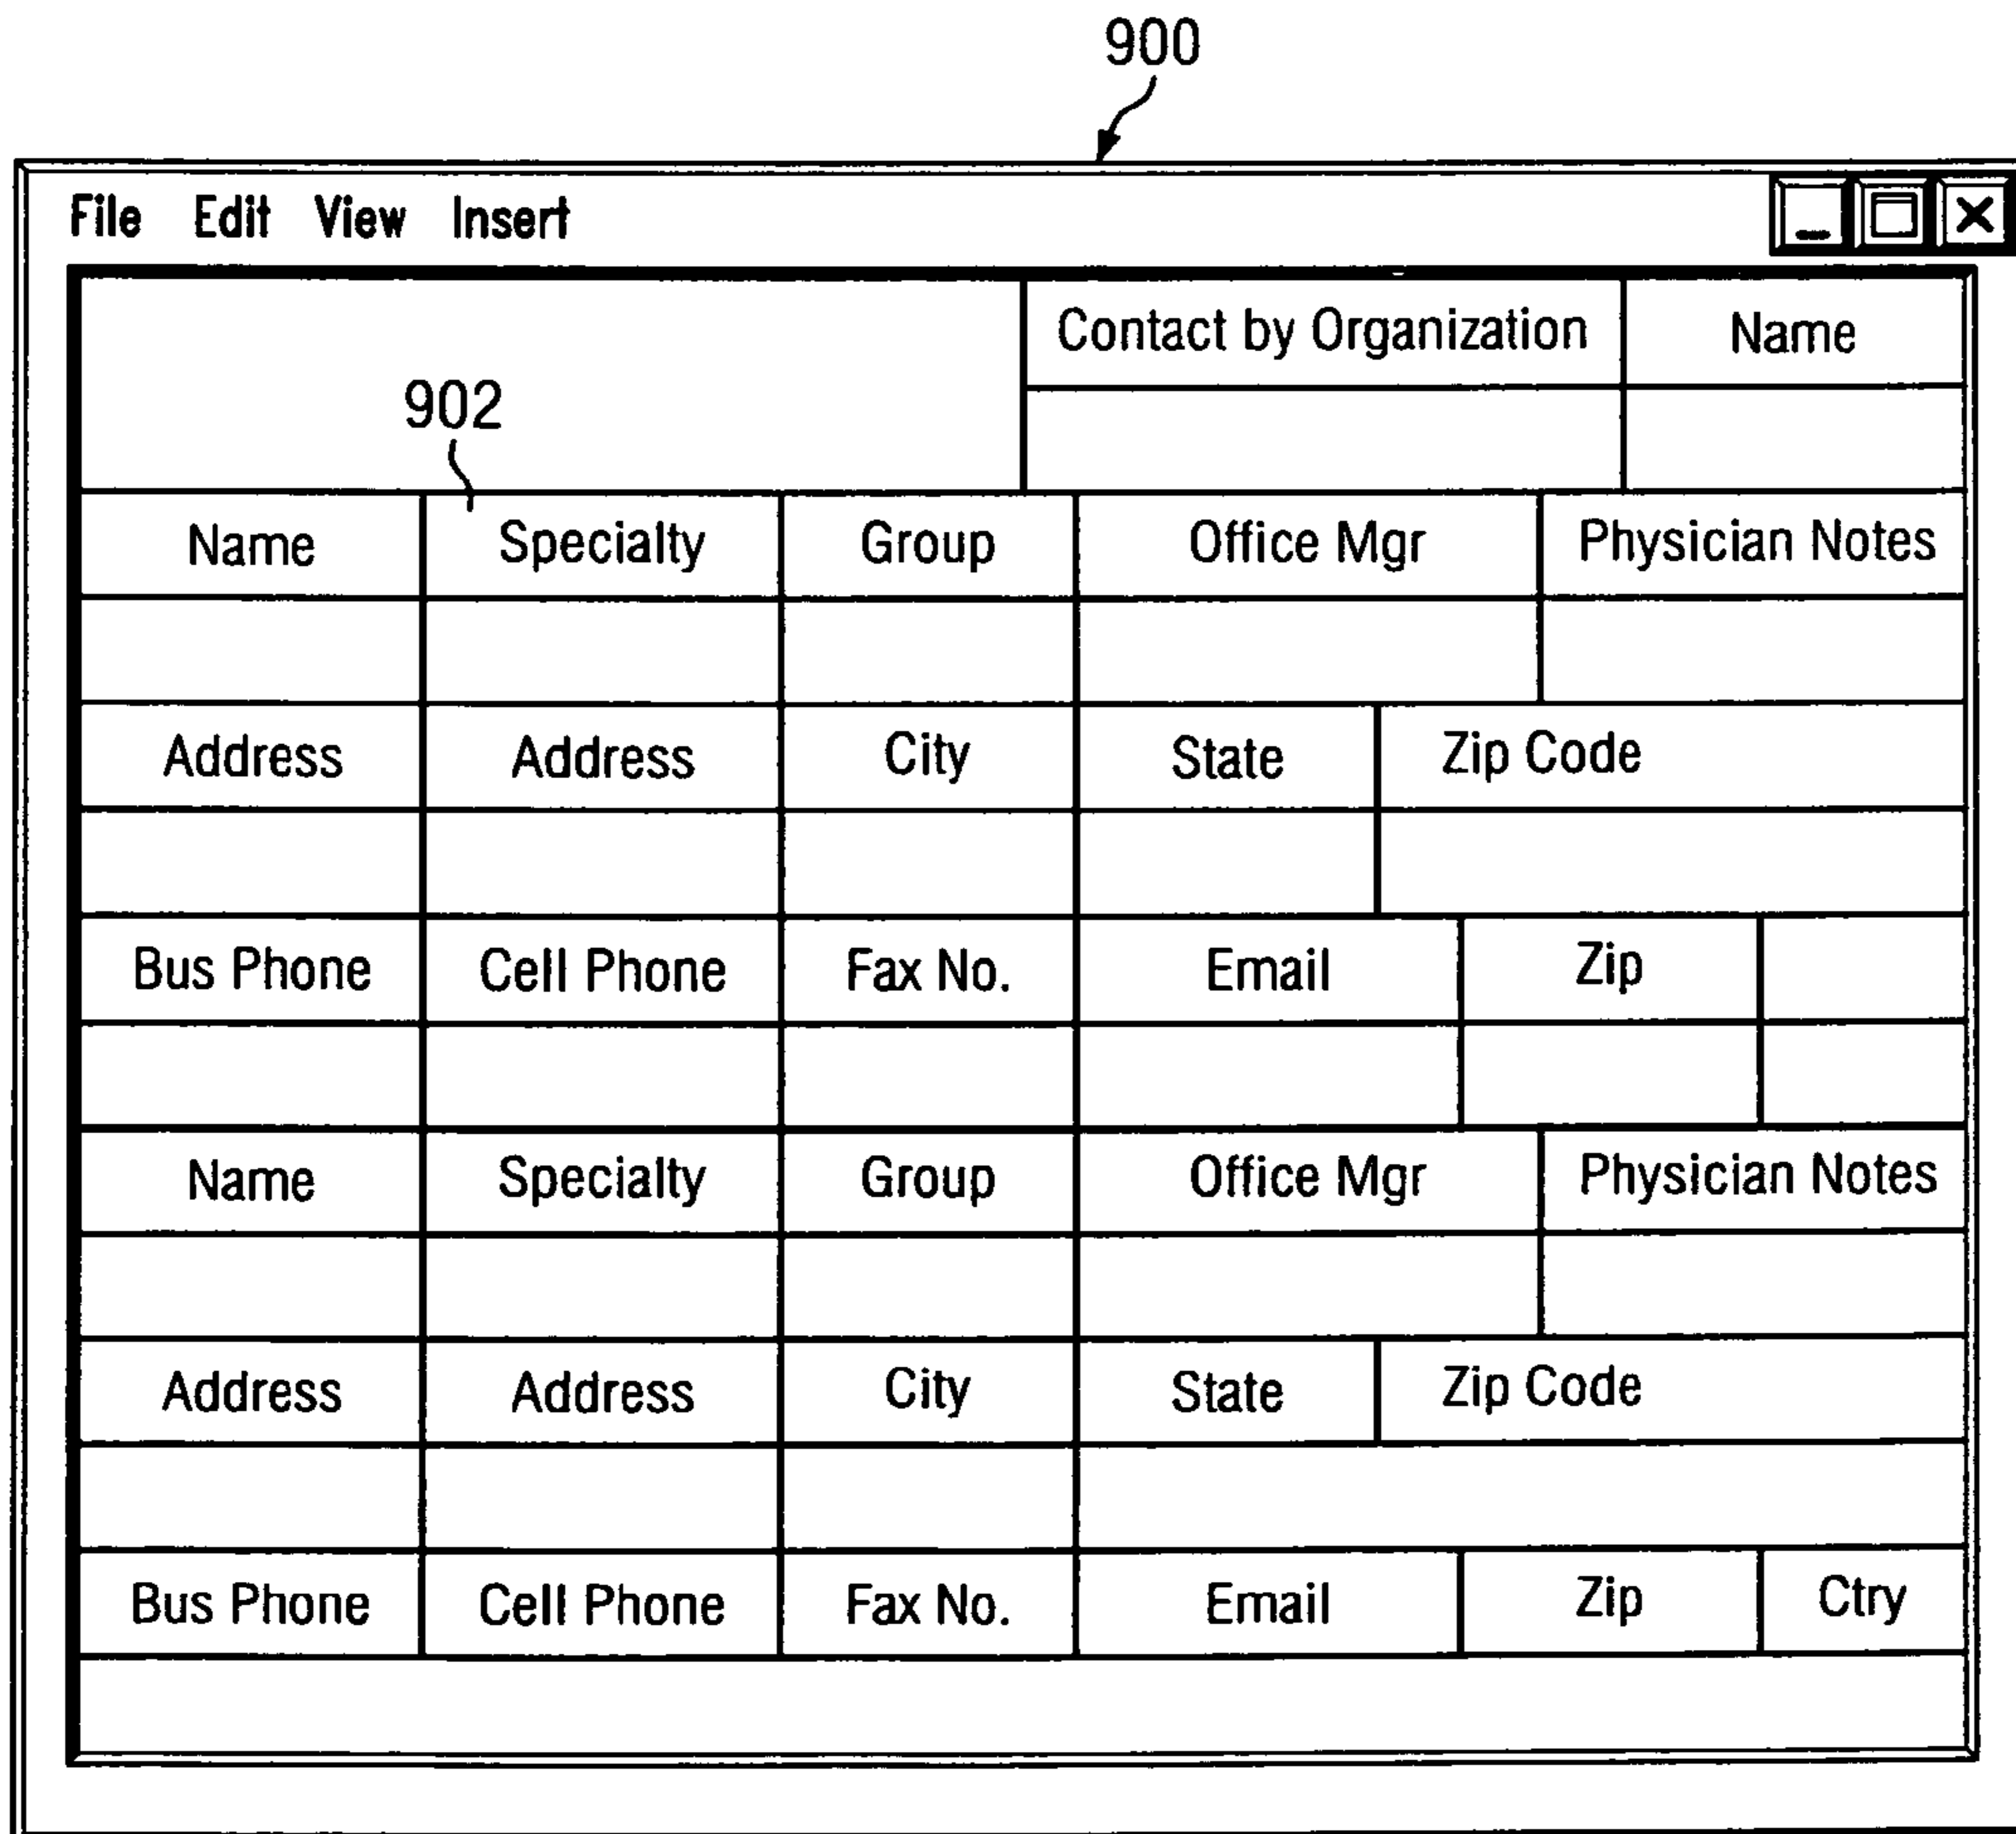 900
File Edit View Insert
Contact by Organization Name
902
Name Specialty Group Office Mgr Physician Notes
Address Address City State Zip Code
Bus Phone Cell Phone Fax No. Email Zip
Name Specialty Group Office Mgr Physician Notes
Address Address City State Zip Code
Bus Phone Cell Phone Fax No. Email Zip Ctry